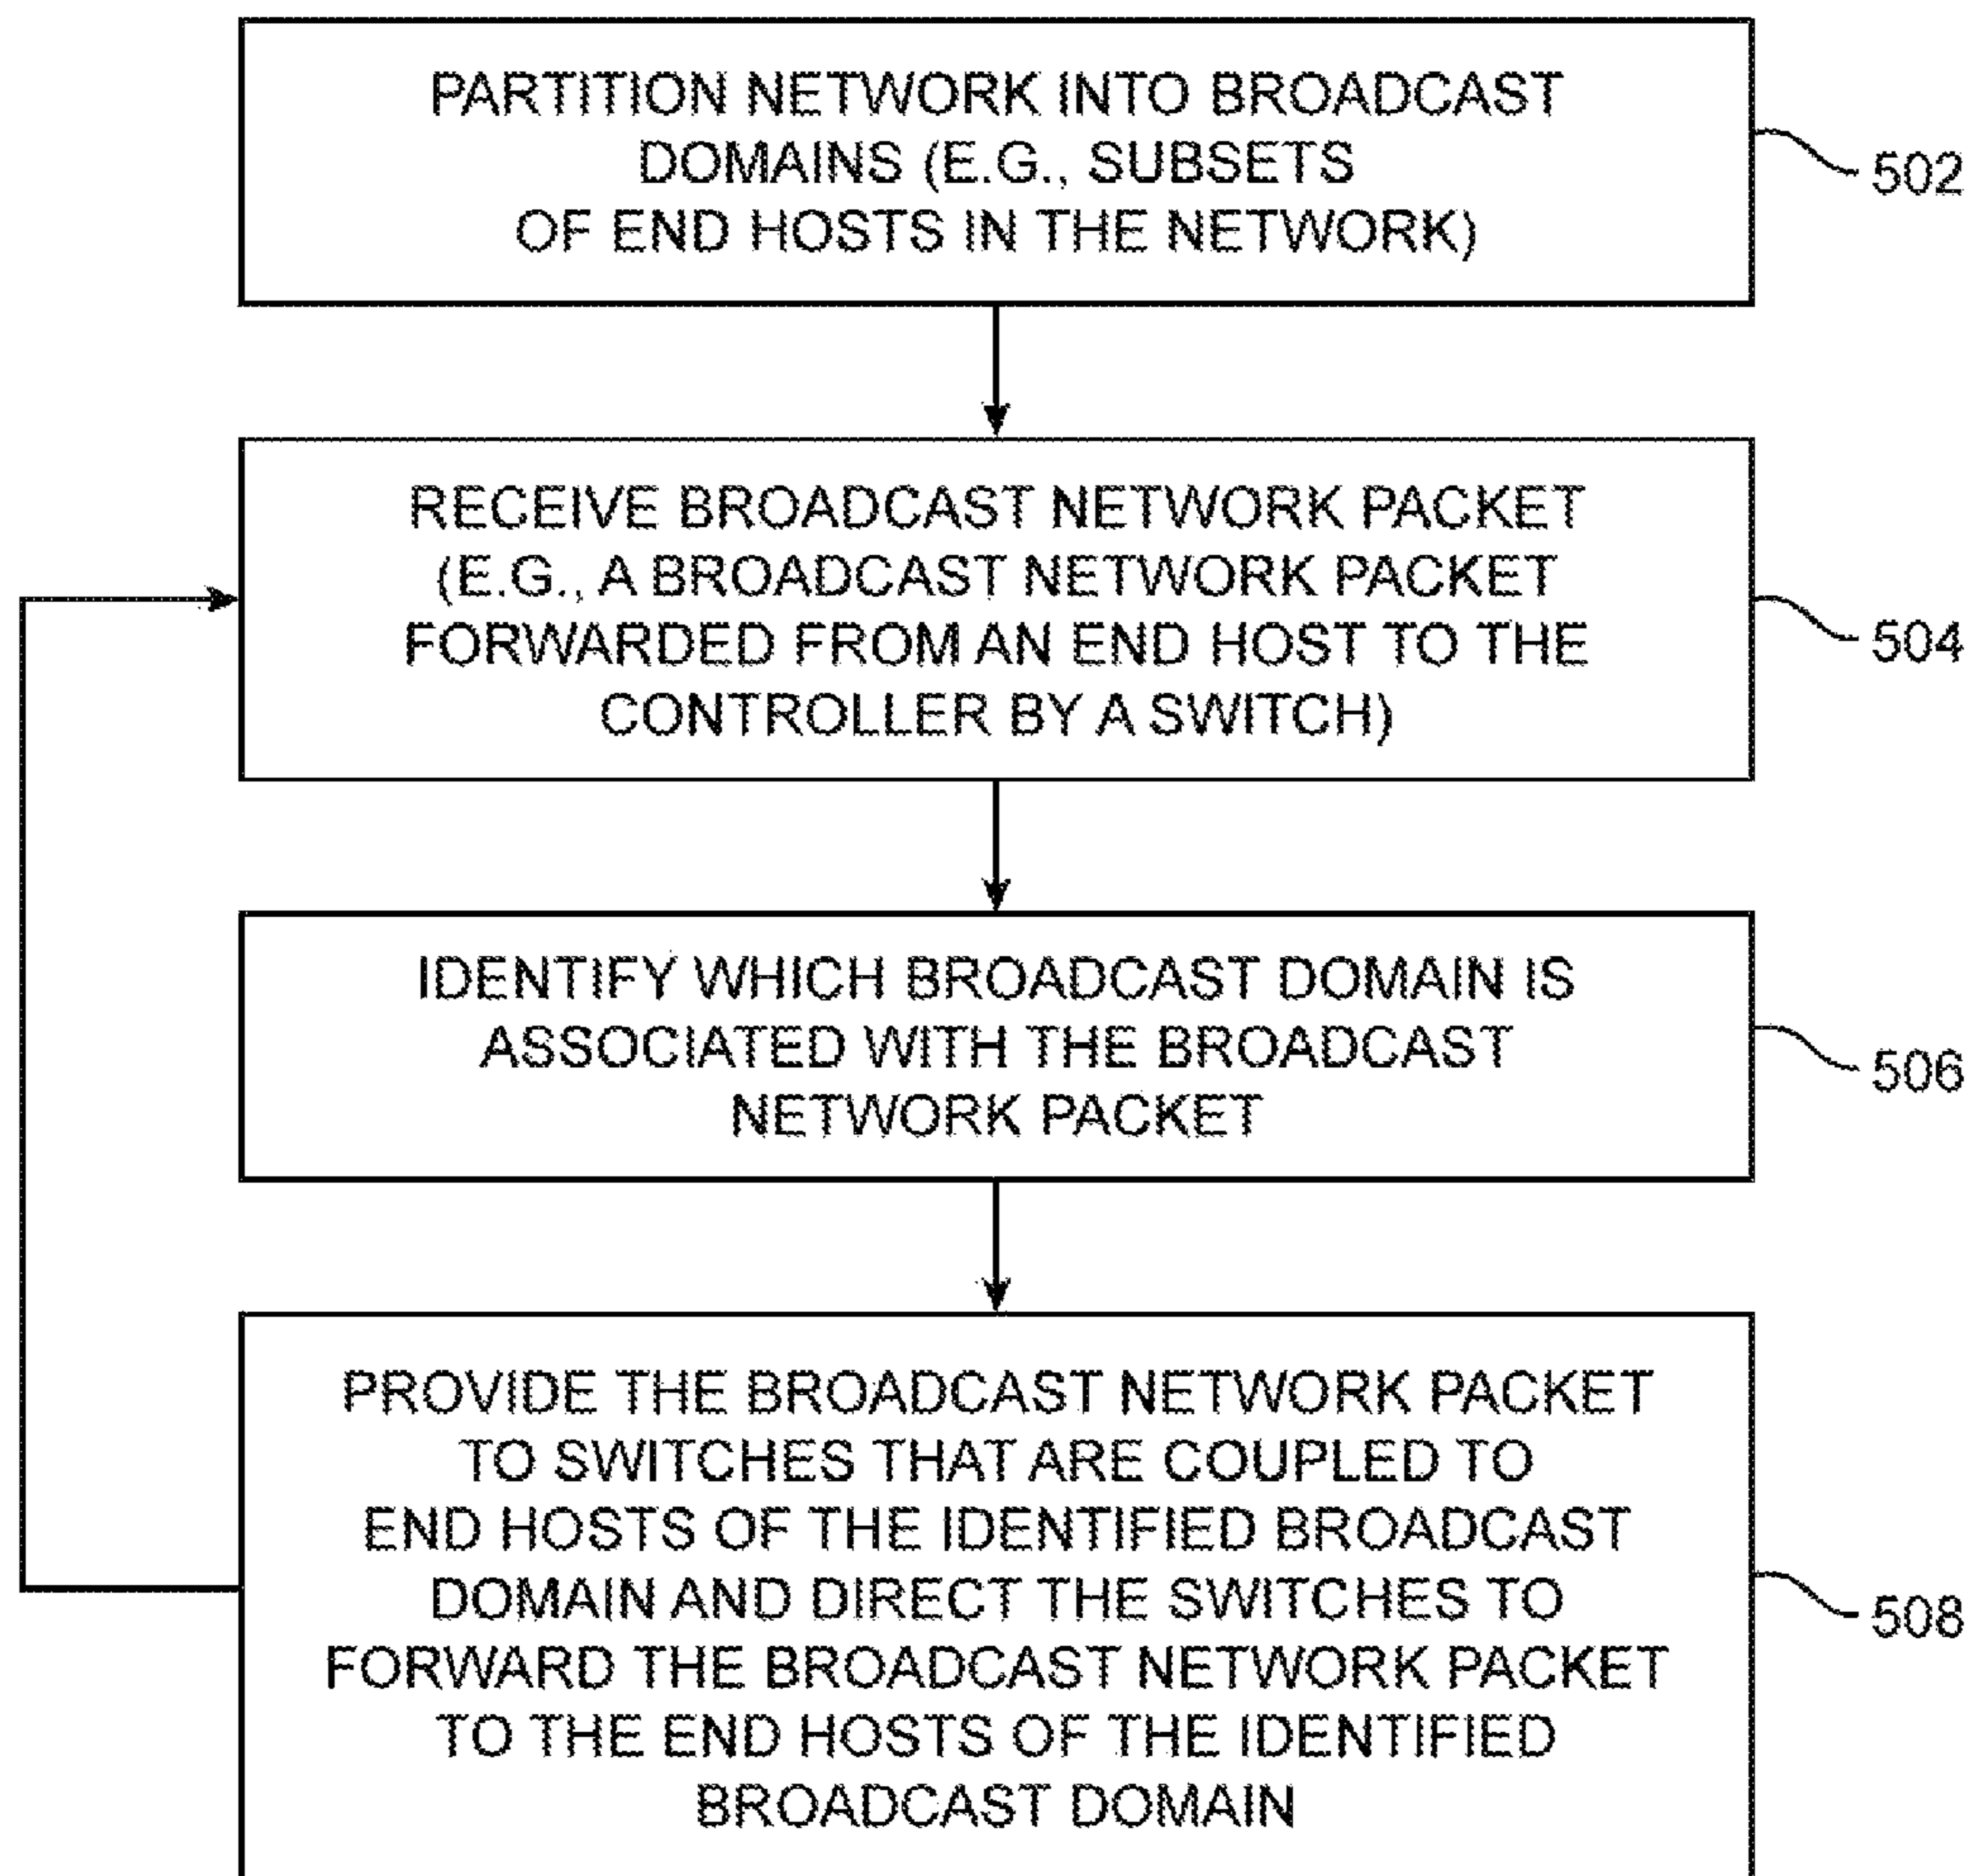 PARTITION NETWORK INTO BROADCAST
DOMAINS (E.G., SUBSETS
OF END HOSTS IN THE NETWORK)
502
RECEIVE BROADCAST NETWORK PACKET
(E.G., A BROADCAST NETWORK PACKET
FORWARDED FROM AN END HOST TO THE
CONTROLLER BY A SWITCH)
504
IDENTIFY WHICH BROADCAST DOMAIN IS
ASSOCIATED WITH THE BROADCAST
NETWORK PACKET
506
PROVIDE THE BROADCAST NETWORK PACKET
TO SWITCHES THAT ARE COUPLED TO
END HOSTS OF THE IDENTIFIED BROADCAST
DOMAIN AND DIRECT THE SWITCHES TO
FORWARD THE BROADCAST NETWORK PACKET
TO THE END HOSTS OF THE IDENTIFIED
BROADCAST DOMAIN
508